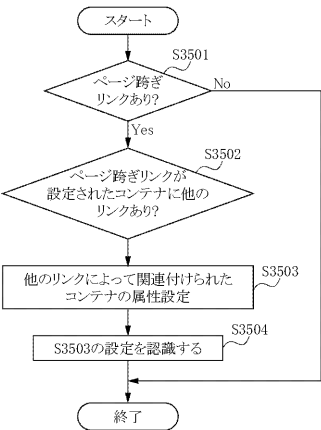 スタート
S3501
ページ跨ぎ
リンクあり?
No
Yes
S3502
ページ跨ぎリンクが
設定されたコンテナに他の
リンクあり?
S3503
他のリンクによって関連付けられた
コンテナの属性設定
S3504
S3503の設定を認識する
終了